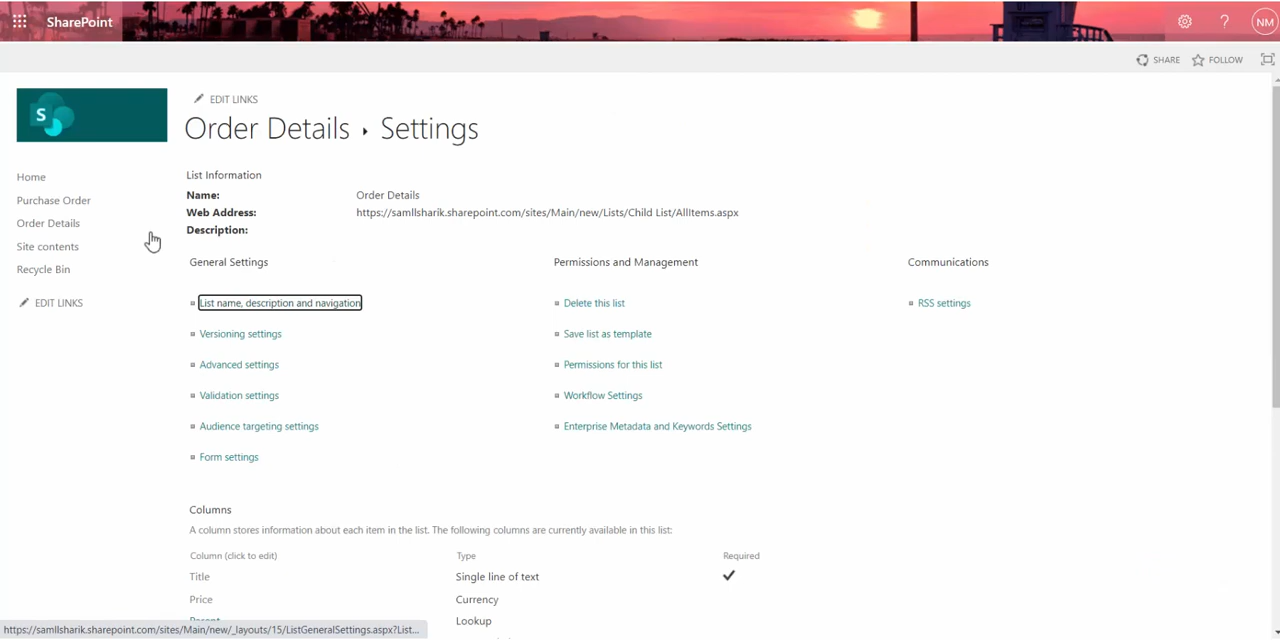 SharePoint
?
NM
SHARE
FOLLOW
S
EDIT LINKS
Order Details ▸ Settings
Home
Purchase Order
Order Details
Site contents
Recycle Bin
EDIT LINKS
List Information
Name: Order Details
Web Address: https://samllsharik.sharepoint.com/sites/Main/new/Lists/Child List/AllItems.aspx
Description:
General Settings
List name, description and navigation
Versioning settings
Advanced settings
Validation settings
Audience targeting settings
Form settings
Permissions and Management
Delete this list
Save list as template
Permissions for this list
Workflow Settings
Enterprise Metadata and Keywords Settings
Communications
RSS settings
Columns
A column stores information about each item in the list. The following columns are currently available in this list:
Column (click to edit) Type Required
Title Single line of text ✓
Price Currency
Parent Lookup
https://samllsharik.sharepoint.com/sites/Main/new/_layouts/15/ListGeneralSettings.aspx?List...